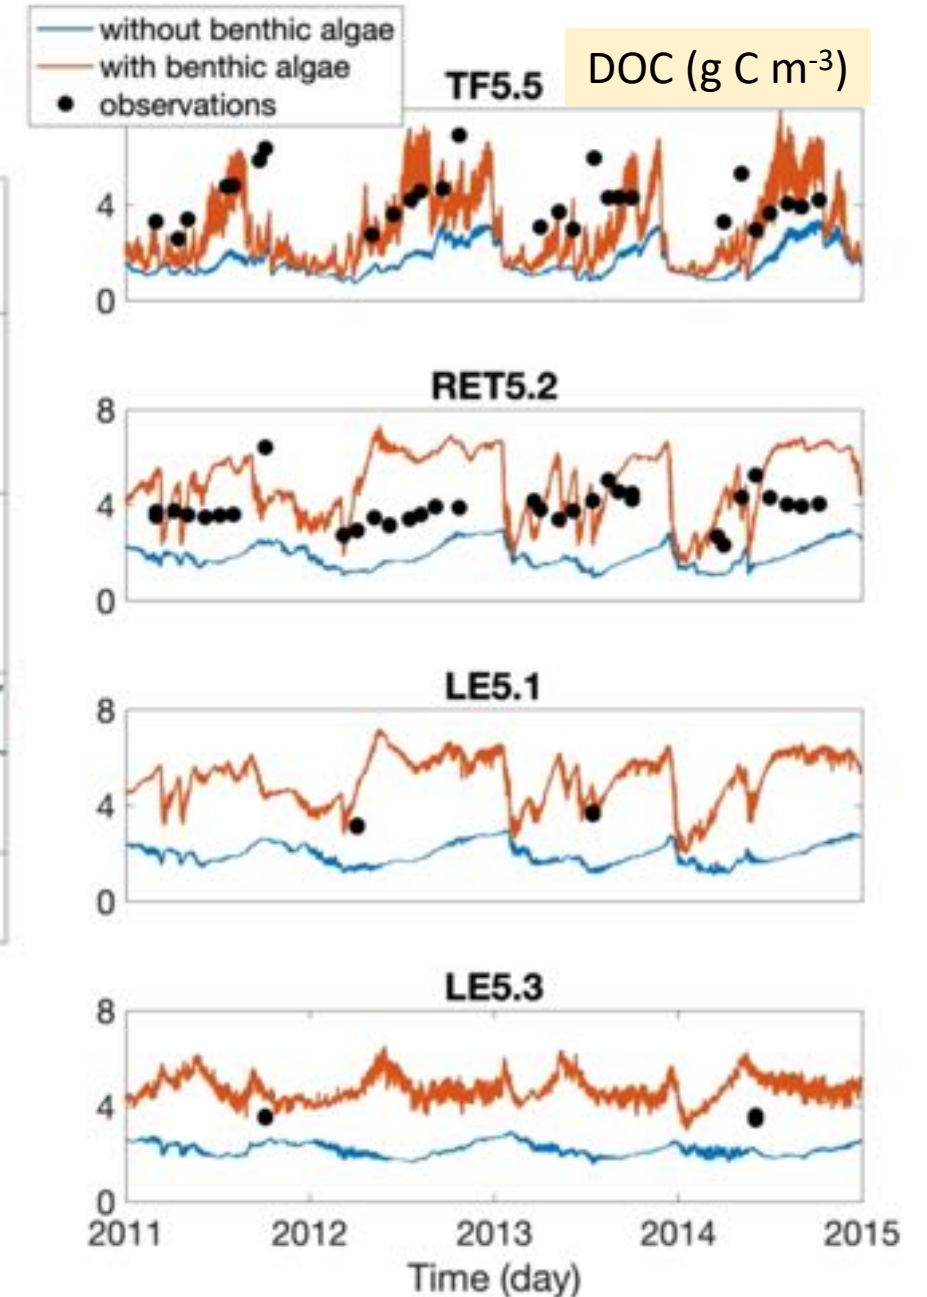 without benthic algae
with benthic algae
observations
DOC (g C m⁻³)
TF5.5
4
0
RET5.2
8
4
0
LE5.1
8
4
0
LE5.3
8
4
0
2011 2012 2013 2014 2015
Time (day)